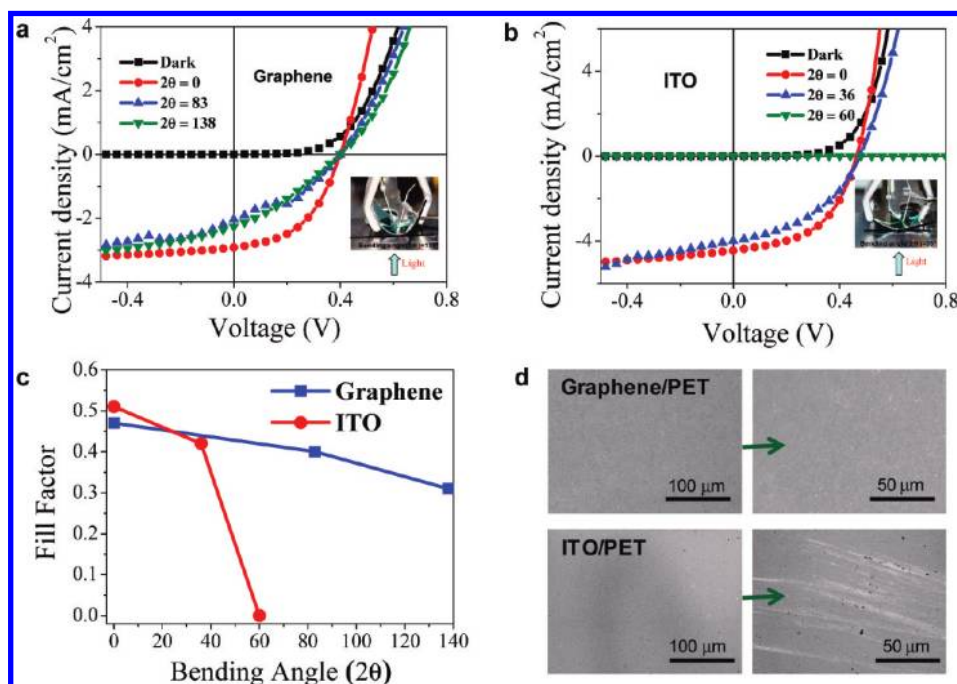 a
Graphene
Dark
2θ = 0
2θ = 83
2θ = 138
Current density (mA/cm²)
4
2
0
-2
-4
-0.4
0.0
0.4
0.8
Voltage (V)
Light
b
ITO
Dark
2θ = 0
2θ = 36
2θ = 60
Current density (mA/cm²)
4
0
-4
-0.4
0.0
0.4
0.8
Voltage (V)
Light
c
Graphene
ITO
Fill Factor
0.6
0.5
0.4
0.3
0.2
0.1
0.0
0
20
40
60
80
100
120
140
Bending Angle (2θ)
d
Graphene/PET
100 μm
50 μm
ITO/PET
100 μm
50 μm